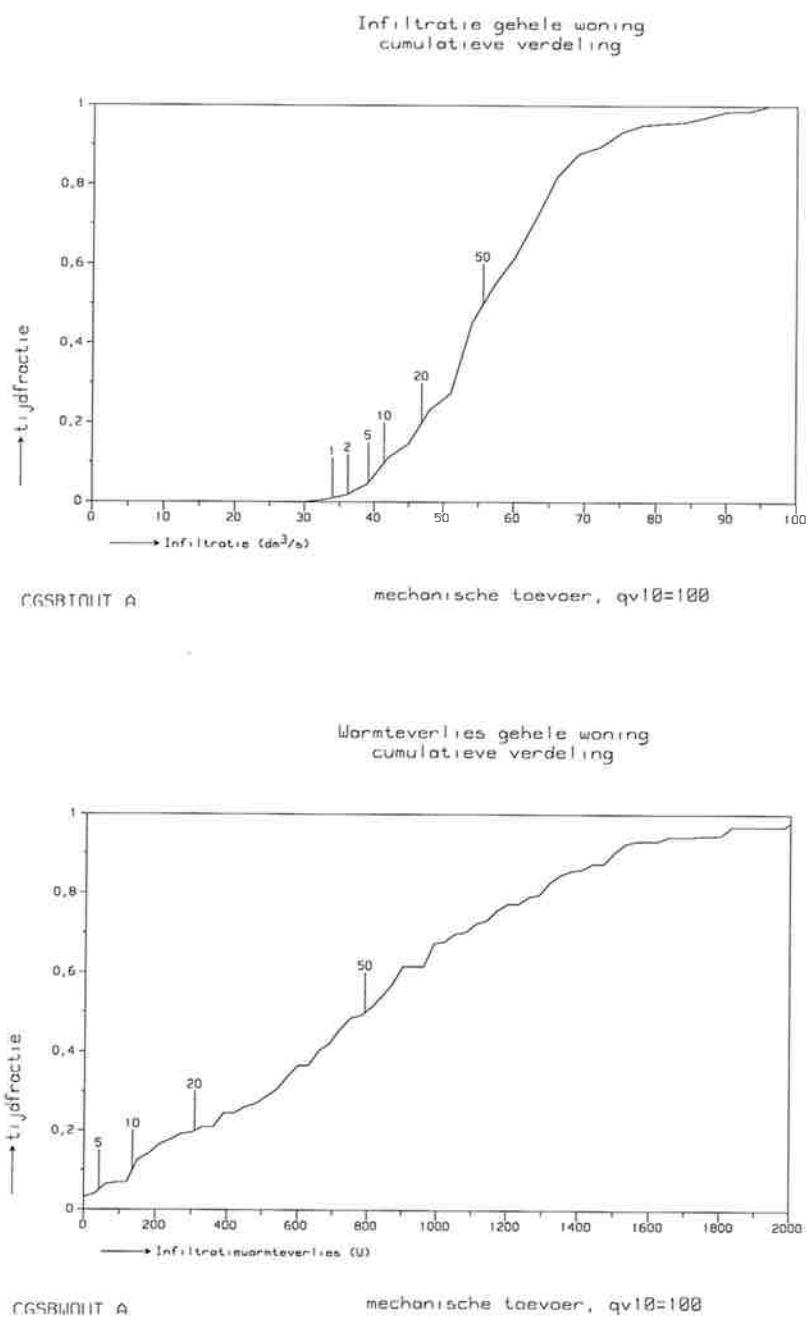 Infiltratie gehele woning
cumulatieve verdeling
1
0,8
0,6
0,4
0,2
0
tijdfractie
1
2
5
10
20
50
0 10 20 30 40 50 60 70 80 90 100
Infiltratie (dm³/s)
CGSBIOUT A
mechanische toevoer, qv10=100
Warmteverlies gehele woning
cumulatieve verdeling
1
0,8
0,6
0,4
0,2
0
tijdfractie
5
10
20
50
0 200 400 600 800 1000 1200 1400 1600 1800 2000
Infiltratiewarmteverlies (W)
CGSBWOUT A
mechanische toevoer, qv10=100